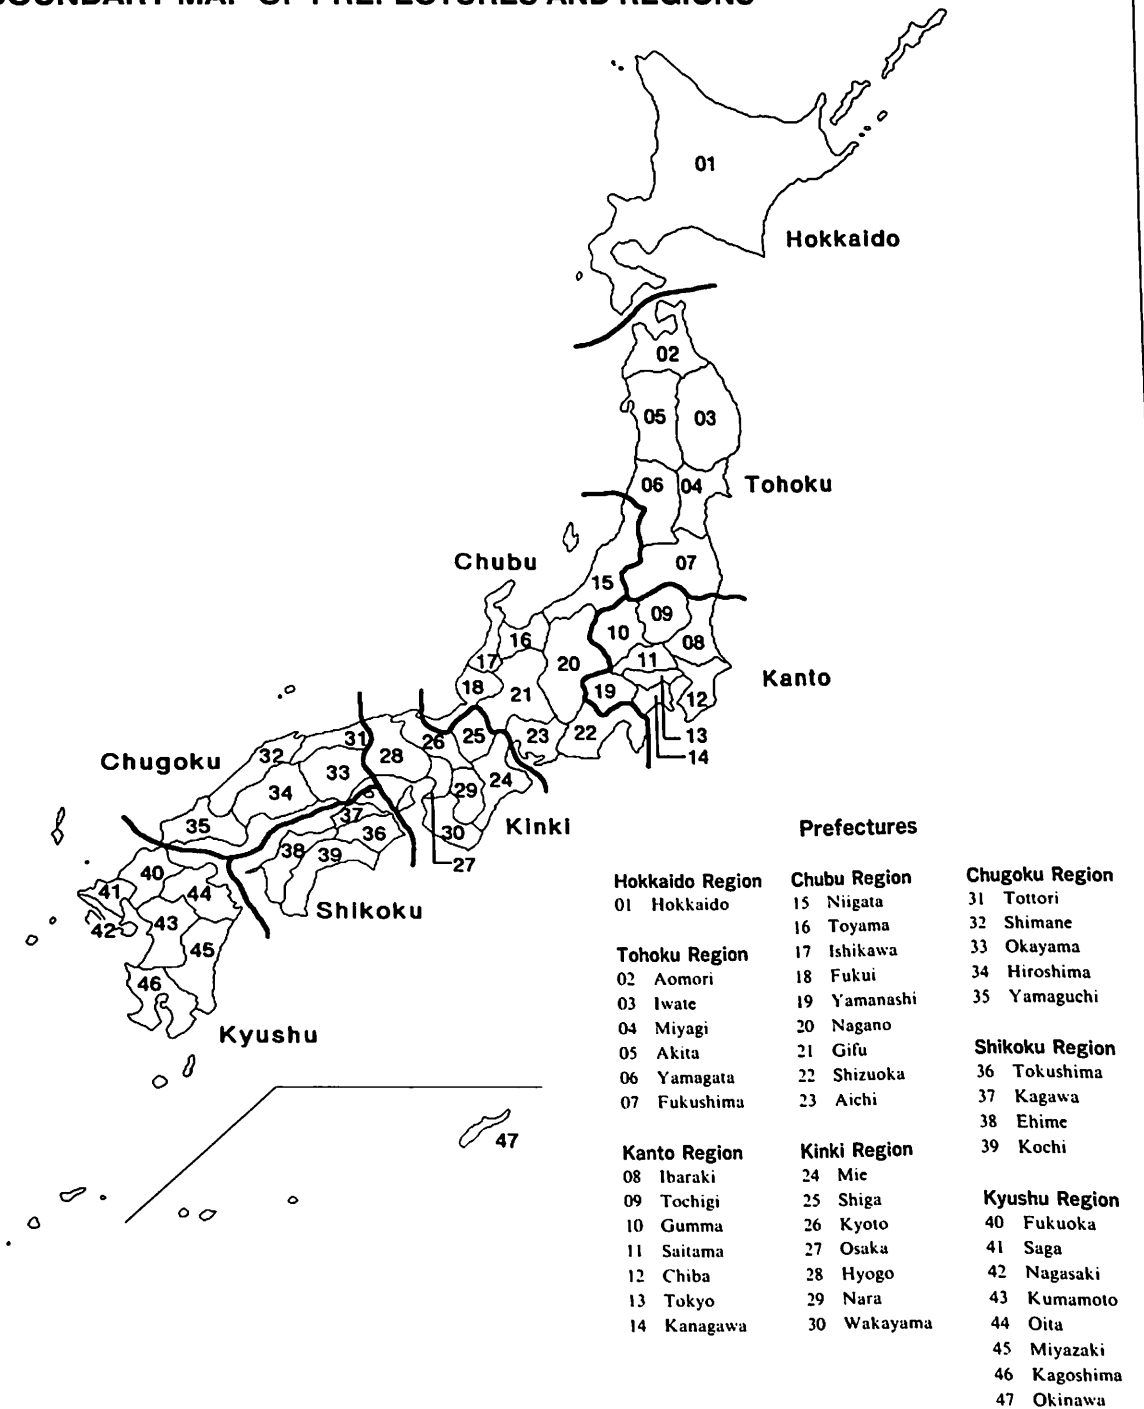 BOUNDARY MAP OF PREFECTURES AND REGIONS
01
Hokkaido
02
05 03
06 04 Tohoku
Chubu
07
15
09
10 08
16
11
17 20
Kanto
18 21 19 12
13
14
22
23
25
26
31 28
32
Chugoku
33
24
29
34
37
35 36
30
Kinki
27
38 39
40
41 44
Shikoku
42 43
45
46
Kyushu
47
Prefectures
Hokkaido Region
01 Hokkaido
Tohoku Region
02 Aomori
03 Iwate
04 Miyagi
05 Akita
06 Yamagata
07 Fukushima
Kanto Region
08 Ibaraki
09 Tochigi
10 Gumma
11 Saitama
12 Chiba
13 Tokyo
14 Kanagawa
Chubu Region
15 Niigata
16 Toyama
17 Ishikawa
18 Fukui
19 Yamanashi
20 Nagano
21 Gifu
22 Shizuoka
23 Aichi
Kinki Region
24 Mie
25 Shiga
26 Kyoto
27 Osaka
28 Hyogo
29 Nara
30 Wakayama
Chugoku Region
31 Tottori
32 Shimane
33 Okayama
34 Hiroshima
35 Yamaguchi
Shikoku Region
36 Tokushima
37 Kagawa
38 Ehime
39 Kochi
Kyushu Region
40 Fukuoka
41 Saga
42 Nagasaki
43 Kumamoto
44 Oita
45 Miyazaki
46 Kagoshima
47 Okinawa